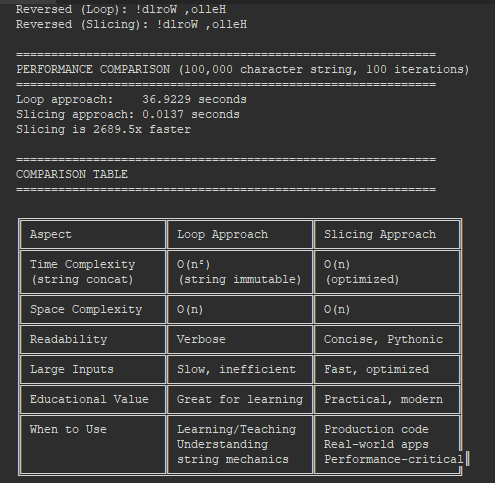 Reversed (Loop): !dlroW ,olleH
Reversed (Slicing): !dlroW ,olleH
============================================================
PERFORMANCE COMPARISON (100,000 character string, 100 iterations)
============================================================
Loop approach:    36.9229 seconds
Slicing approach: 0.0137 seconds
Slicing is 2689.5x faster
============================================================
COMPARISON TABLE
============================================================
Aspect Loop Approach Slicing Approach
Time Complexity O(n²) O(n)
(string concat) (string immutable) (optimized)
Space Complexity O(n) O(n)
Readability Verbose Concise, Pythonic
Large Inputs Slow, inefficient Fast, optimized
Educational Value Great for learning Practical, modern
When to Use Learning/Teaching Production code
Understanding Real-world apps
string mechanics Performance-critical